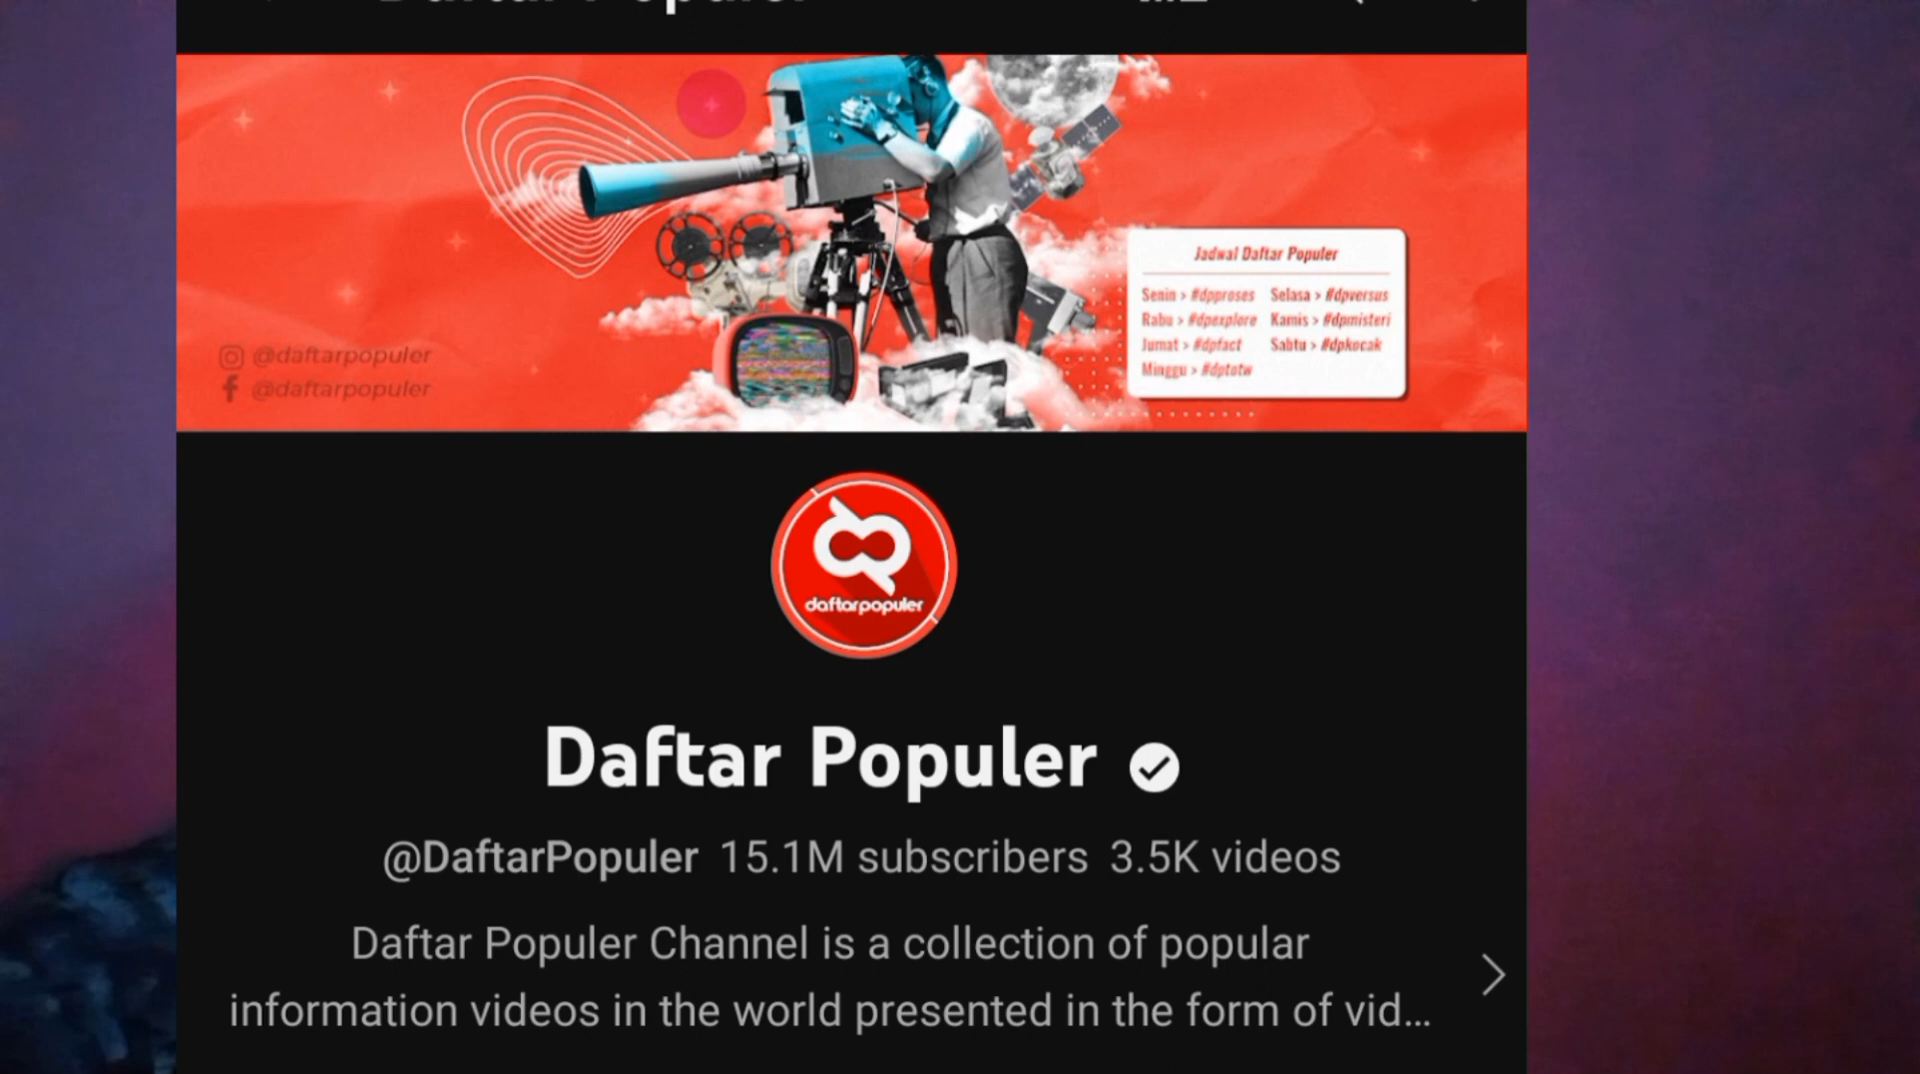 Daftar Populer
Jadwal Daftar Populer
Senin > #dpproses Selasa > #dpversus
Rabu > #dpexplore Kamis > #dpmisteri
Jumat > #dpfact Sabtu > #dpkocak
Minggu > #dptotw
@daftarpopuler
@daftarpopuler
daftarpopuler
Daftar Populer
@DaftarPopuler 15.1M subscribers 3.5K videos
Daftar Populer Channel is a collection of popular
information videos in the world presented in the form of vid...